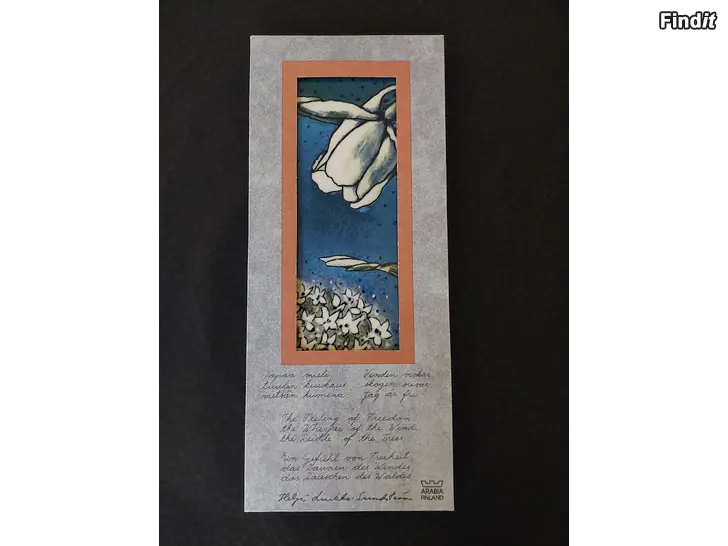 Findit
Vapaa mieli
tuulen kuiskaus
metsän humina
Vinden viskar
skogen susar
Jag är fri
The Feeling of Freedom,
the Whisper of the Wind,
the Rustle of the Trees
Ein Gefühl von Freiheit,
das Raunen des Windes
das Rauschen des Waldes
Heljä Liukko-Sundström
ARABIA
FINLAND